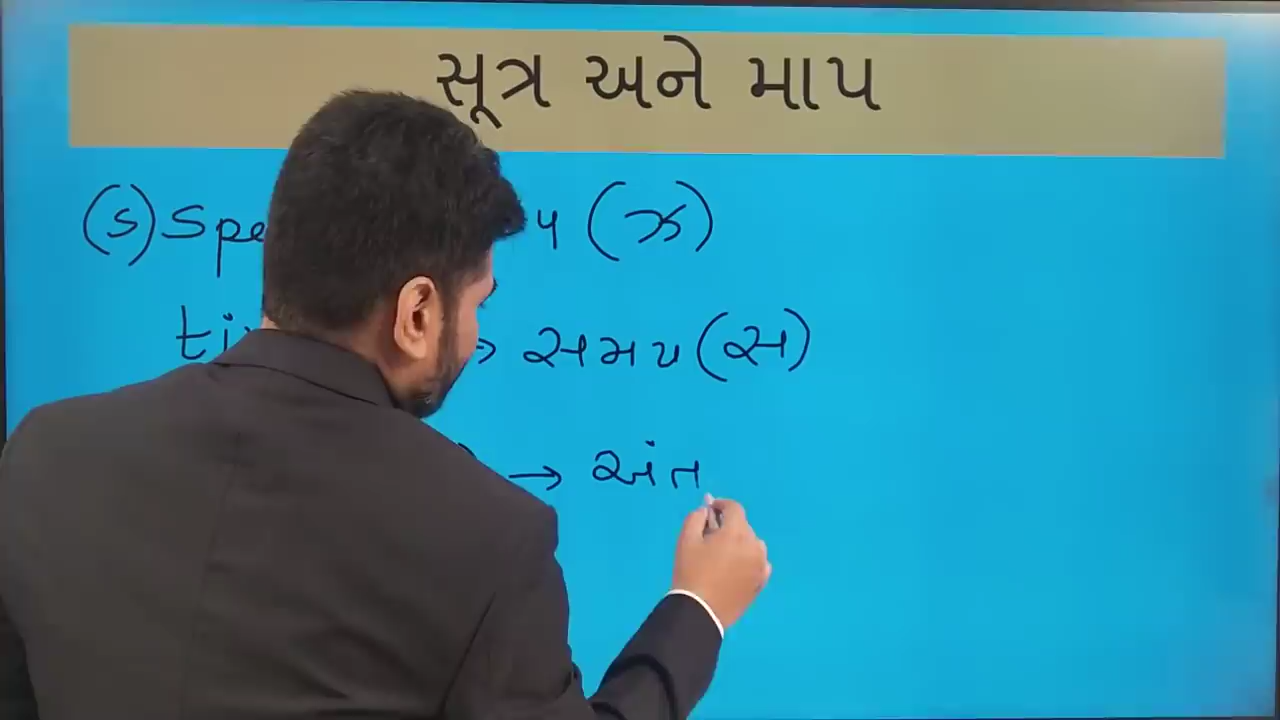 સૂત્ર અને માપ
(S) Spe પ (ઝ)
ti → સમય (સ)
→ અંત